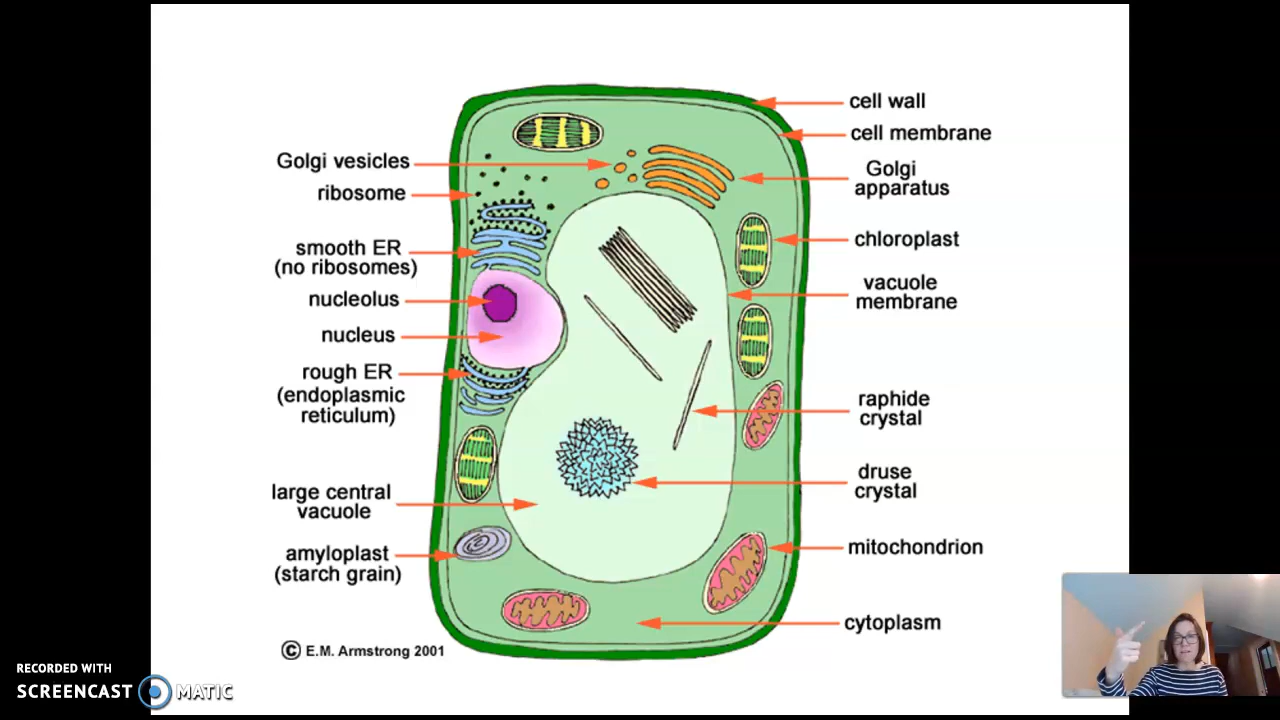 cell wall
cell membrane
Golgi vesicles
Golgi
apparatus
ribosome
chloroplast
smooth ER
(no ribosomes)
vacuole
membrane
nucleolus
nucleus
rough ER
(endoplasmic
reticulum)
raphide
crystal
druse
crystal
large central
vacuole
amyloplast
(starch grain)
mitochondrion
cytoplasm
© E.M. Armstrong 2001
RECORDED WITH
SCREENCAST MATIC